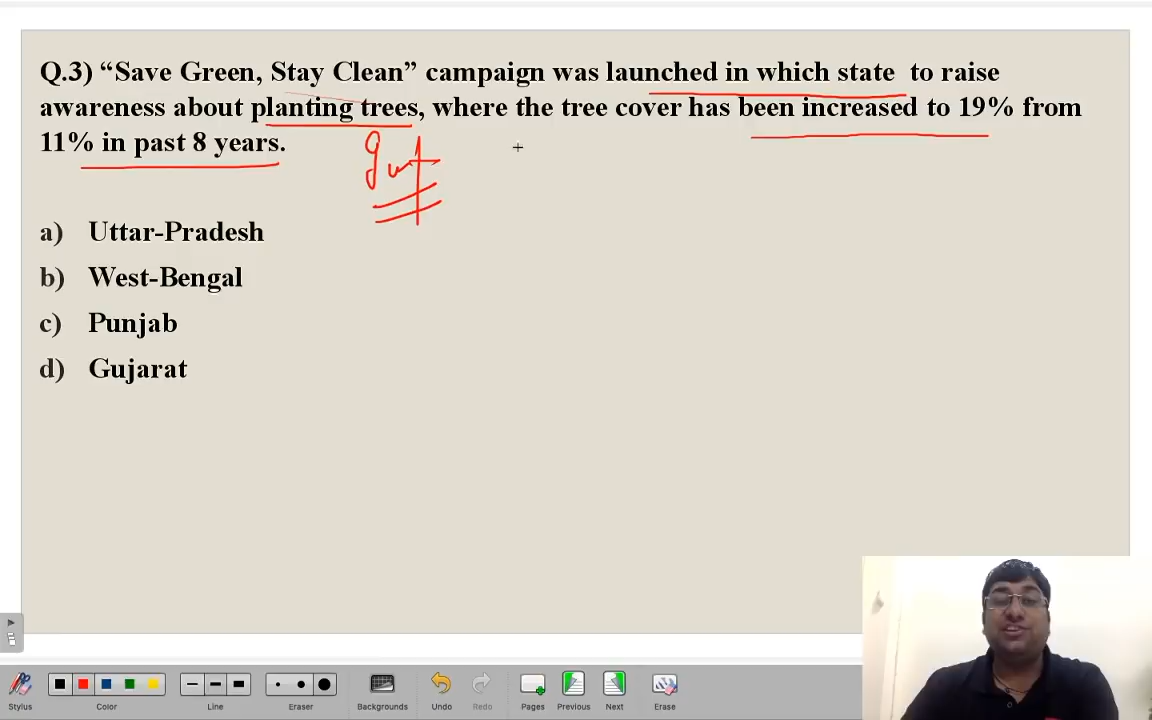 Q.3) “Save Green, Stay Clean” campaign was launched in which state to raise
awareness about planting trees, where the tree cover has been increased to 19% from
11% in past 8 years.
a) Uttar-Pradesh
b) West-Bengal
c) Punjab
d) Gujarat
Stylus Color Line Eraser Backgrounds Undo Redo Pages Previous Next Erase